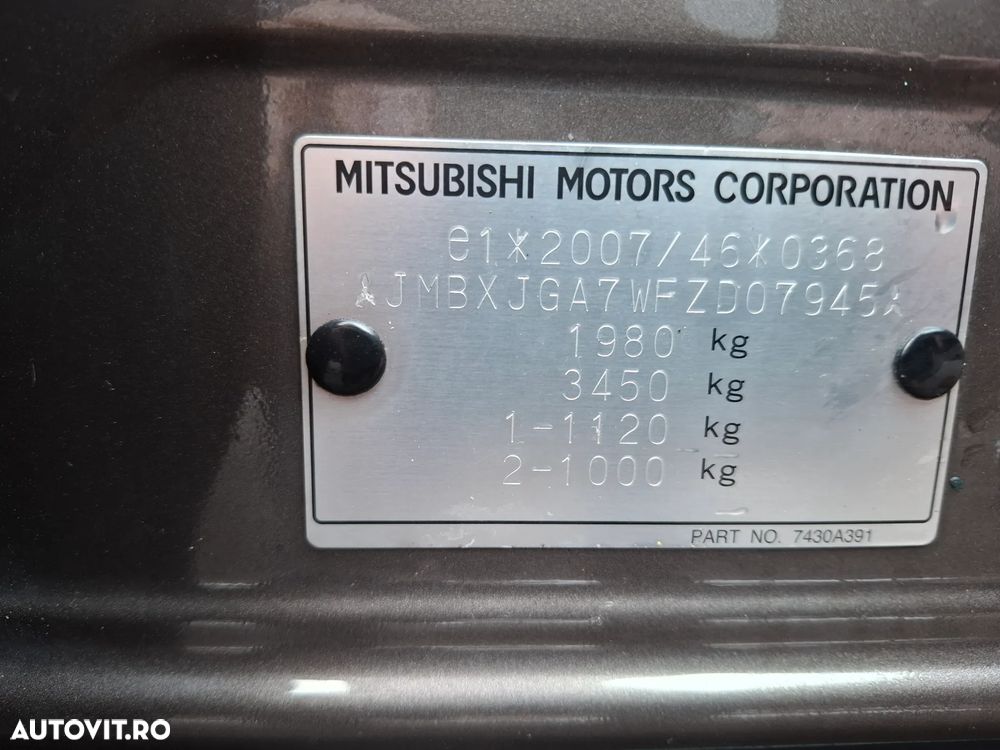 MITSUBISHI MOTORS CORPORATION
e1*2007/46*0368
JMBXJGA7WFZD07945
1980 kg
3450 kg
1-1120 kg
2-1000 kg
PART NO. 7430A391
AUTOVIT.RO